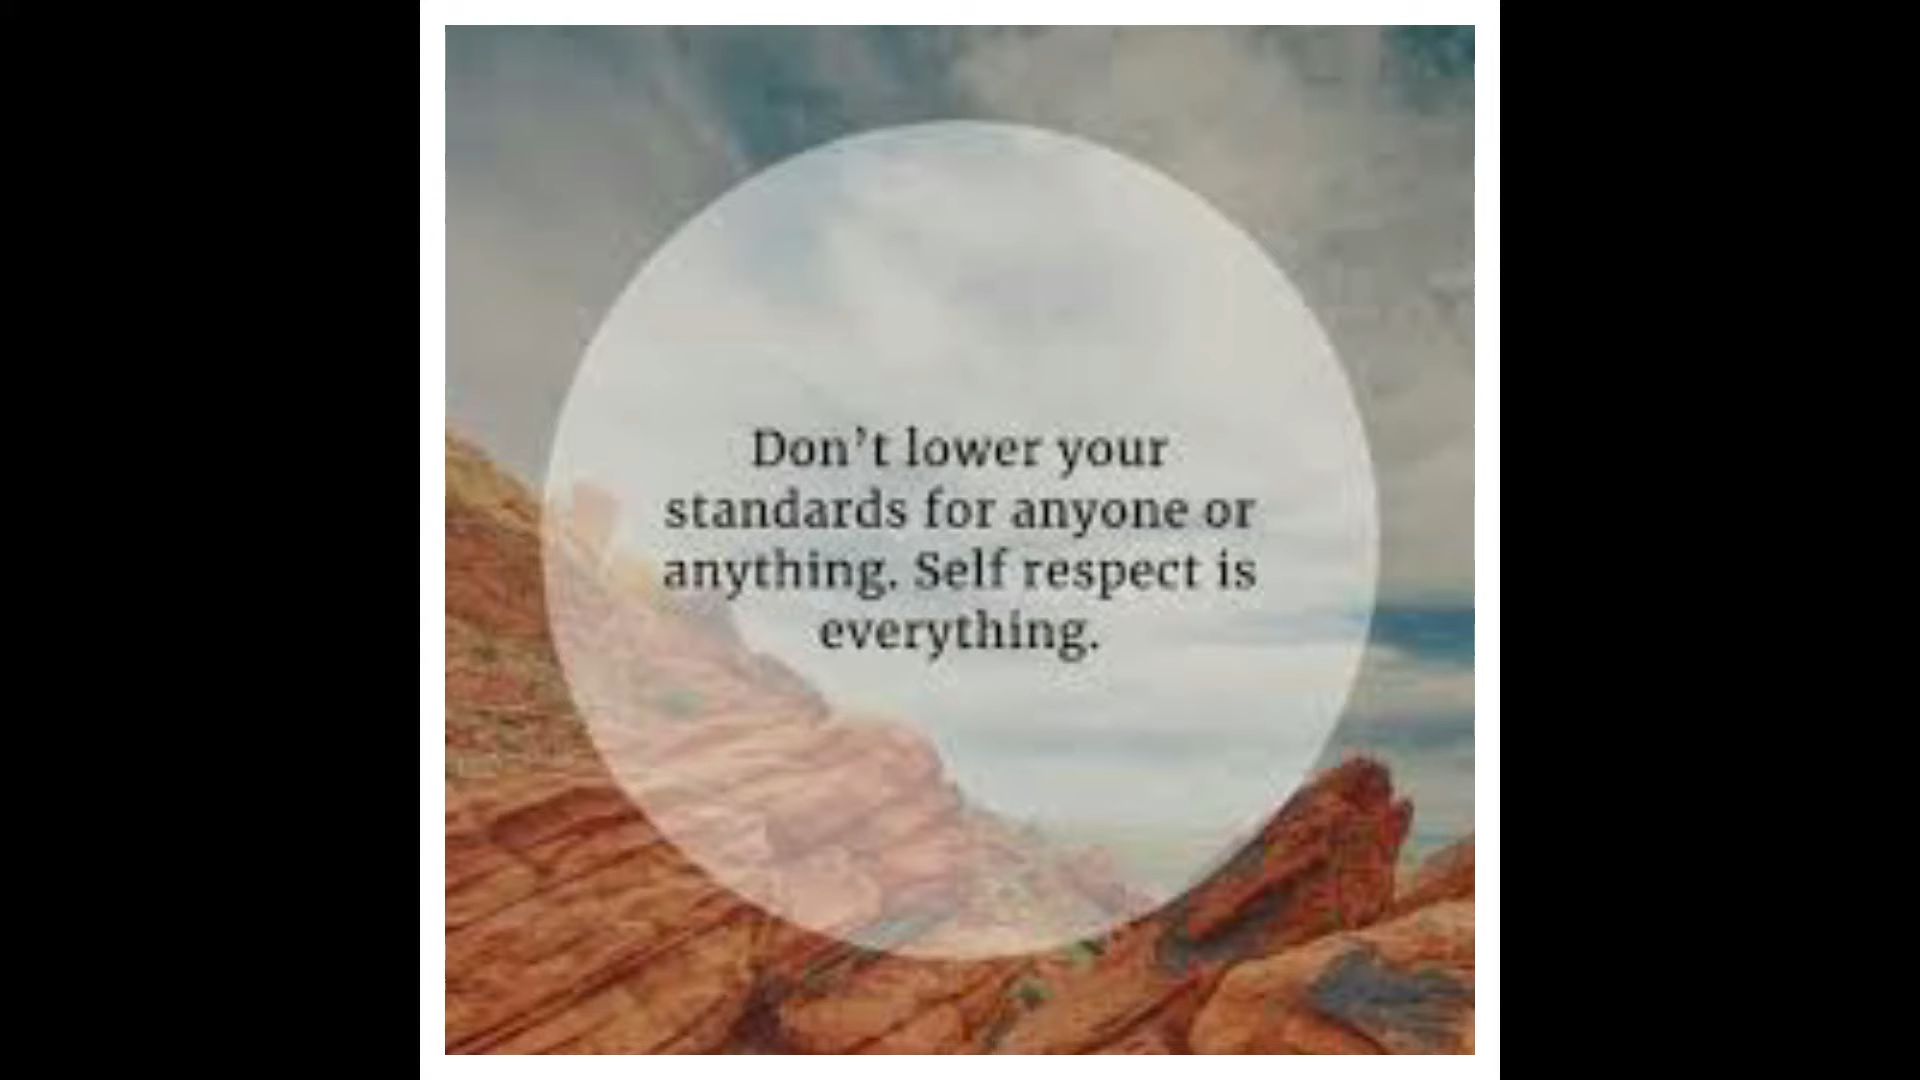 Don't lower your
standards for anyone or
anything. Self respect is
everything.